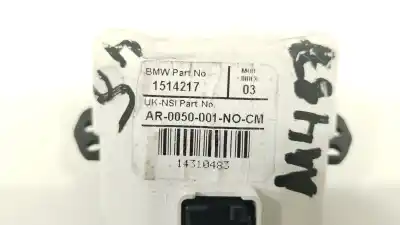 BMW Part No
1514217
MOD
INDEX
03
UK-NSI Part No.
AR-0050-001-NO-CM
14310483